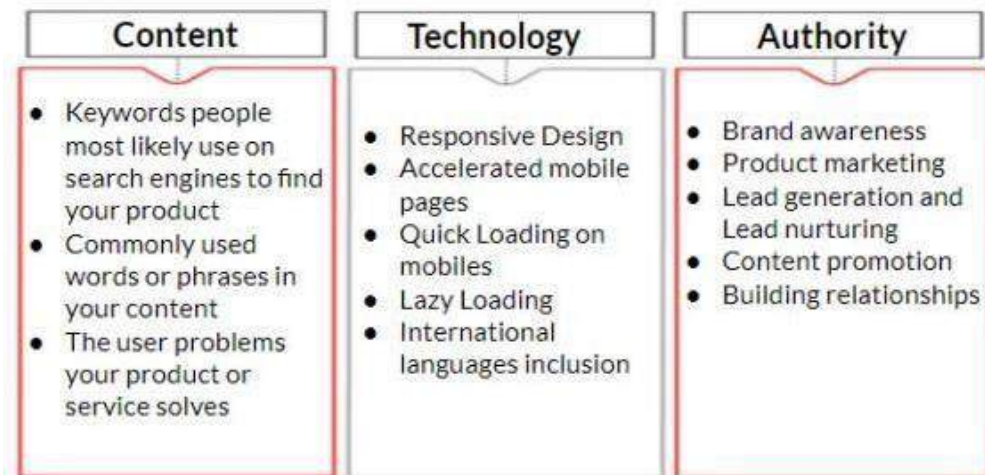 Content
● Keywords people
most likely use on
search engines to find
your product
● Commonly used
words or phrases in
your content
● The user problems
your product or
service solves
Technology
● Responsive Design
● Accelerated mobile
pages
● Quick Loading on
mobiles
● Lazy Loading
● International
languages inclusion
Authority
● Brand awareness
● Product marketing
● Lead generation and
Lead nurturing
● Content promotion
● Building relationships